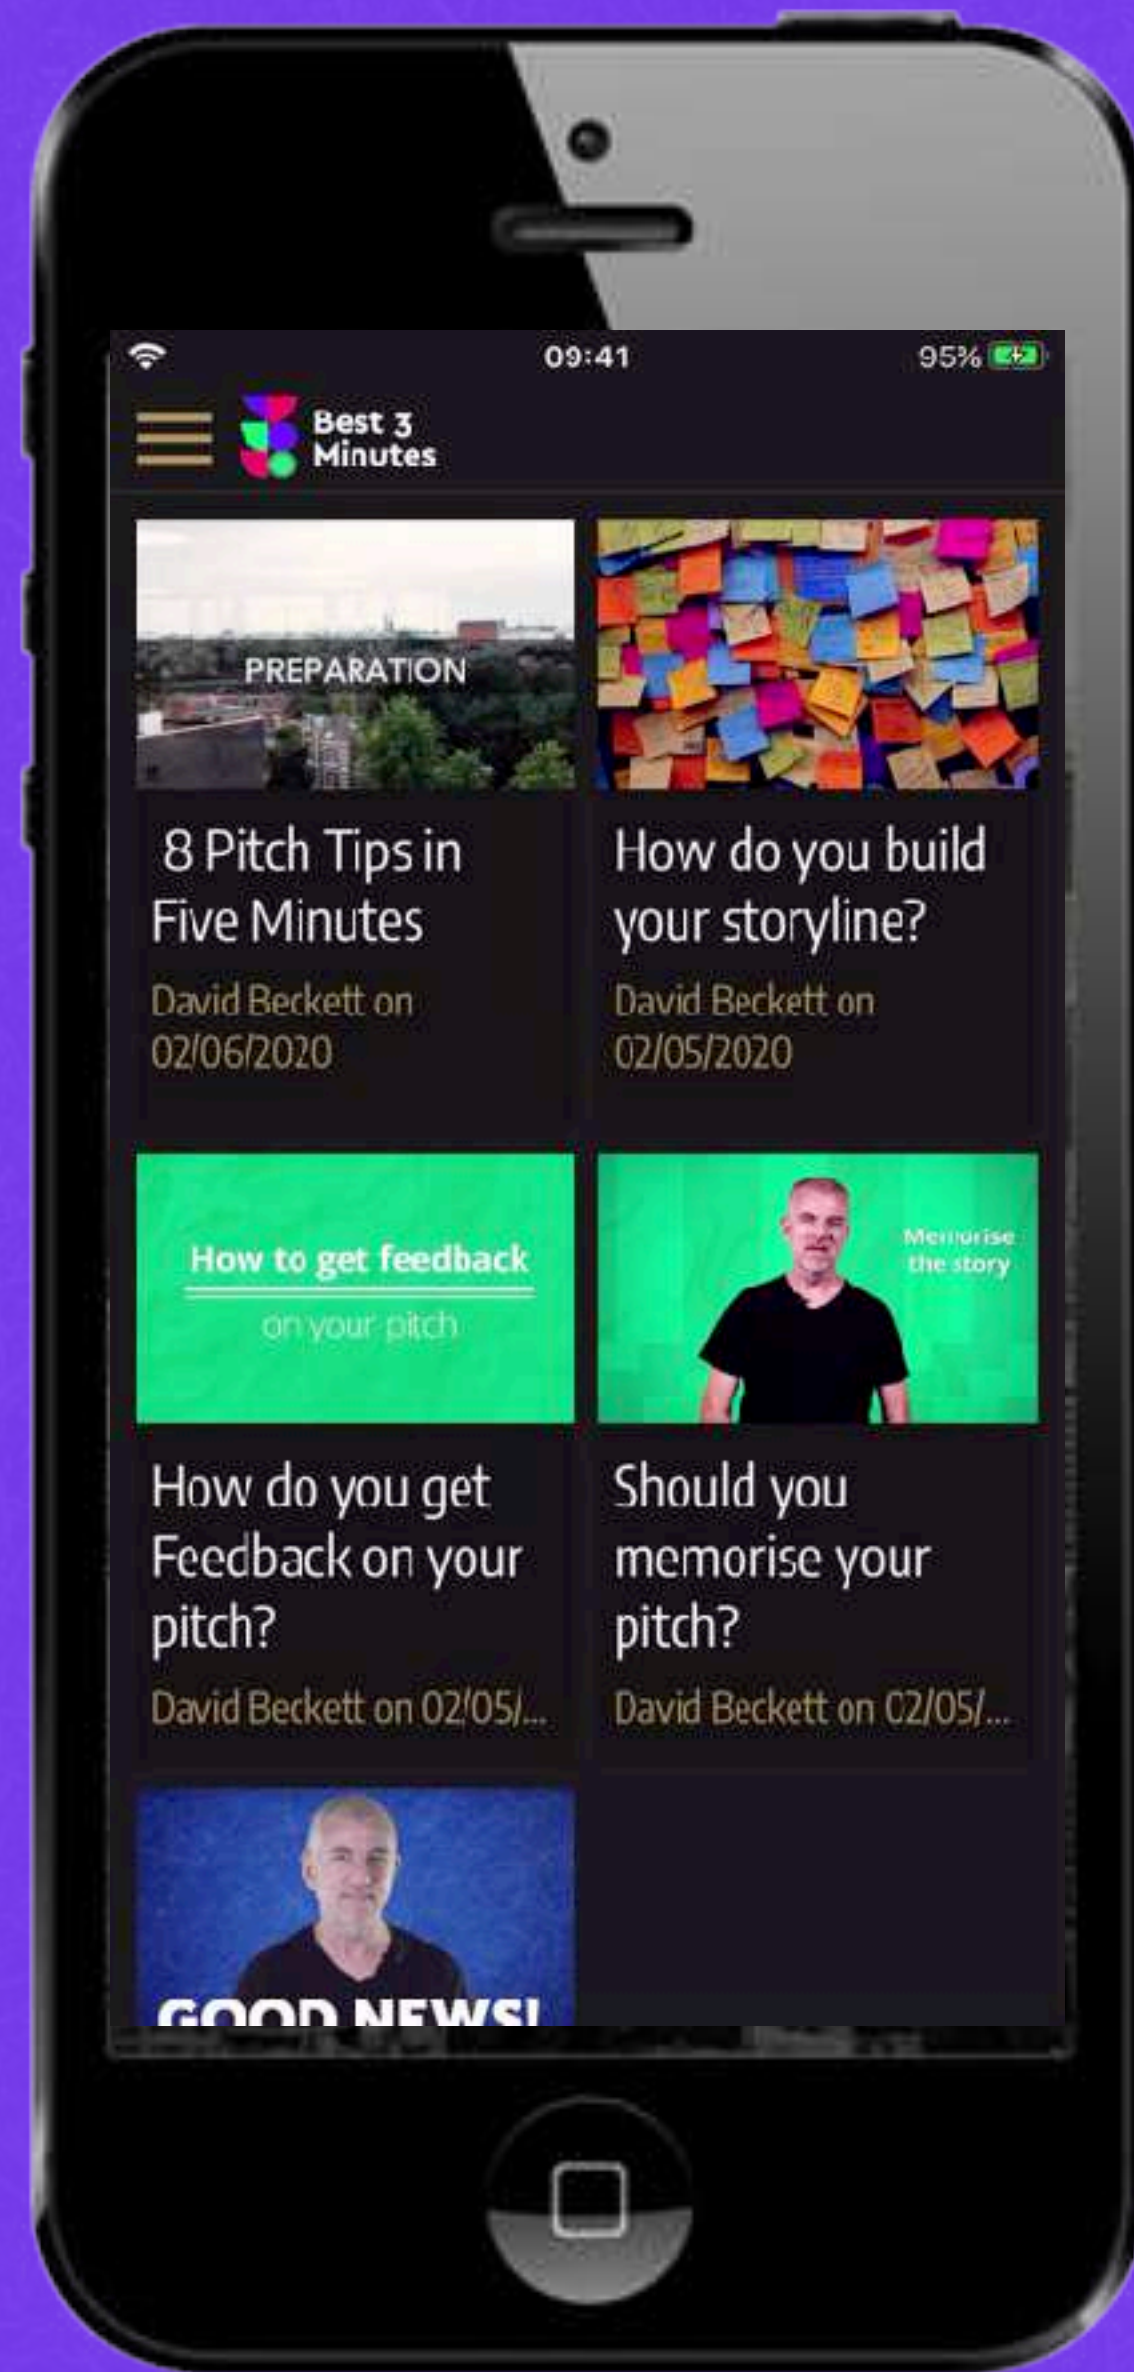 09:41
95%
Best 3
Minutes
PREPARATION
8 Pitch Tips in
Five Minutes
David Beckett on
02/06/2020
How do you build
your storyline?
David Beckett on
02/05/2020
How to get feedback
on your pitch
How do you get
Feedback on your
pitch?
David Beckett on 02/05/...
Memorise
the story
Should you
memorise your
pitch?
David Beckett on 02/05/...
GOOD NEWS!